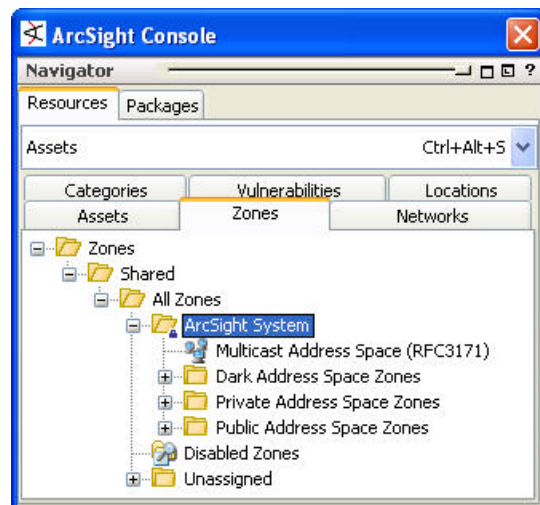 ArcSight Console
Navigator
Resources Packages
Assets Ctrl+Alt+S
Categories Vulnerabilities Locations
Assets Zones Networks
Zones
Shared
All Zones
ArcSight System
Multicast Address Space (RFC3171)
Dark Address Space Zones
Private Address Space Zones
Public Address Space Zones
Disabled Zones
Unassigned